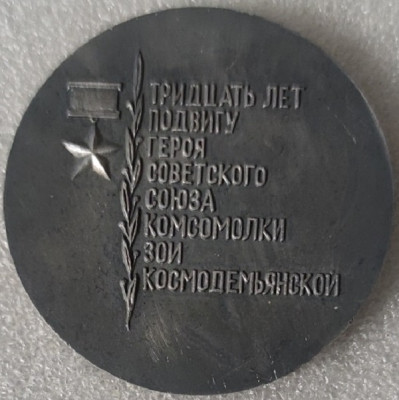 ТРИДЦАТЬ ЛЕТ
ПОДВИГУ
ГЕРОЯ
СОВЕТСКОГО
СОЮЗА
КОМСОМОЛКИ
ЗОИ
КОСМОДЕМЬЯНСКОЙ